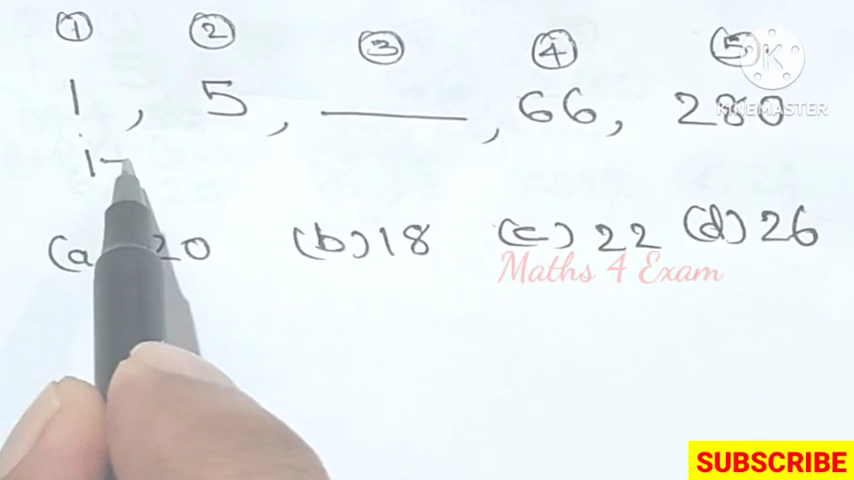 ① ② ③ ④ ⑤
1, 5, ____, 66, 280
KINEMASTER
(a 20 (b) 18 (c) 22 (d) 26
Maths 4 Exam
SUBSCRIBE